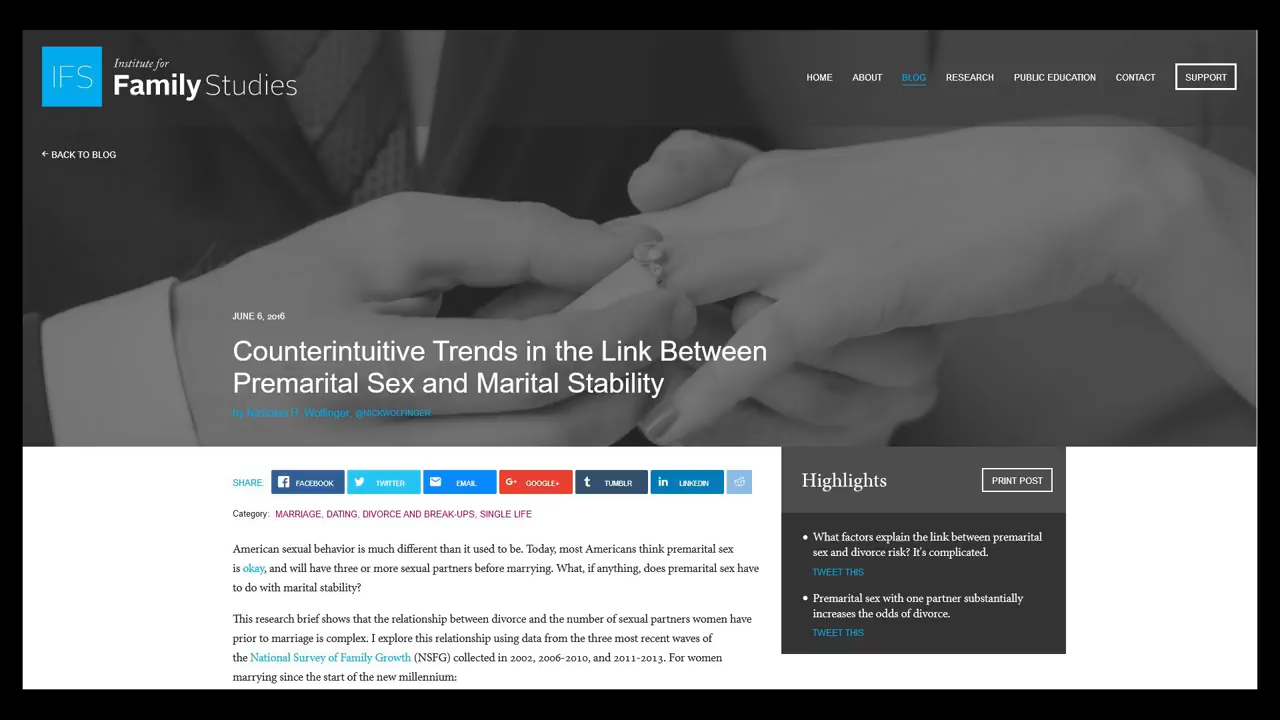 IFS
Institute for
Family Studies
HOME ABOUT BLOG RESEARCH PUBLIC EDUCATION CONTACT SUPPORT
← BACK TO BLOG
JUNE 6, 2016
Counterintuitive Trends in the Link Between
Premarital Sex and Marital Stability
by Nicholas H. Wolfinger, @NICKWOLFINGER
SHARE: FACEBOOK TWITTER EMAIL GOOGLE+ TUMBLR LINKEDIN
Category: MARRIAGE, DATING, DIVORCE AND BREAK-UPS, SINGLE LIFE
American sexual behavior is much different than it used to be. Today, most Americans think premarital sex
is okay, and will have three or more sexual partners before marrying. What, if anything, does premarital sex have
to do with marital stability?
This research brief shows that the relationship between divorce and the number of sexual partners women have
prior to marriage is complex. I explore this relationship using data from the three most recent waves of
the National Survey of Family Growth (NSFG) collected in 2002, 2006-2010, and 2011-2013. For women
marrying since the start of the new millennium:
Highlights
PRINT POST
• What factors explain the link between premarital
sex and divorce risk? It's complicated.
TWEET THIS
• Premarital sex with one partner substantially
increases the odds of divorce.
TWEET THIS